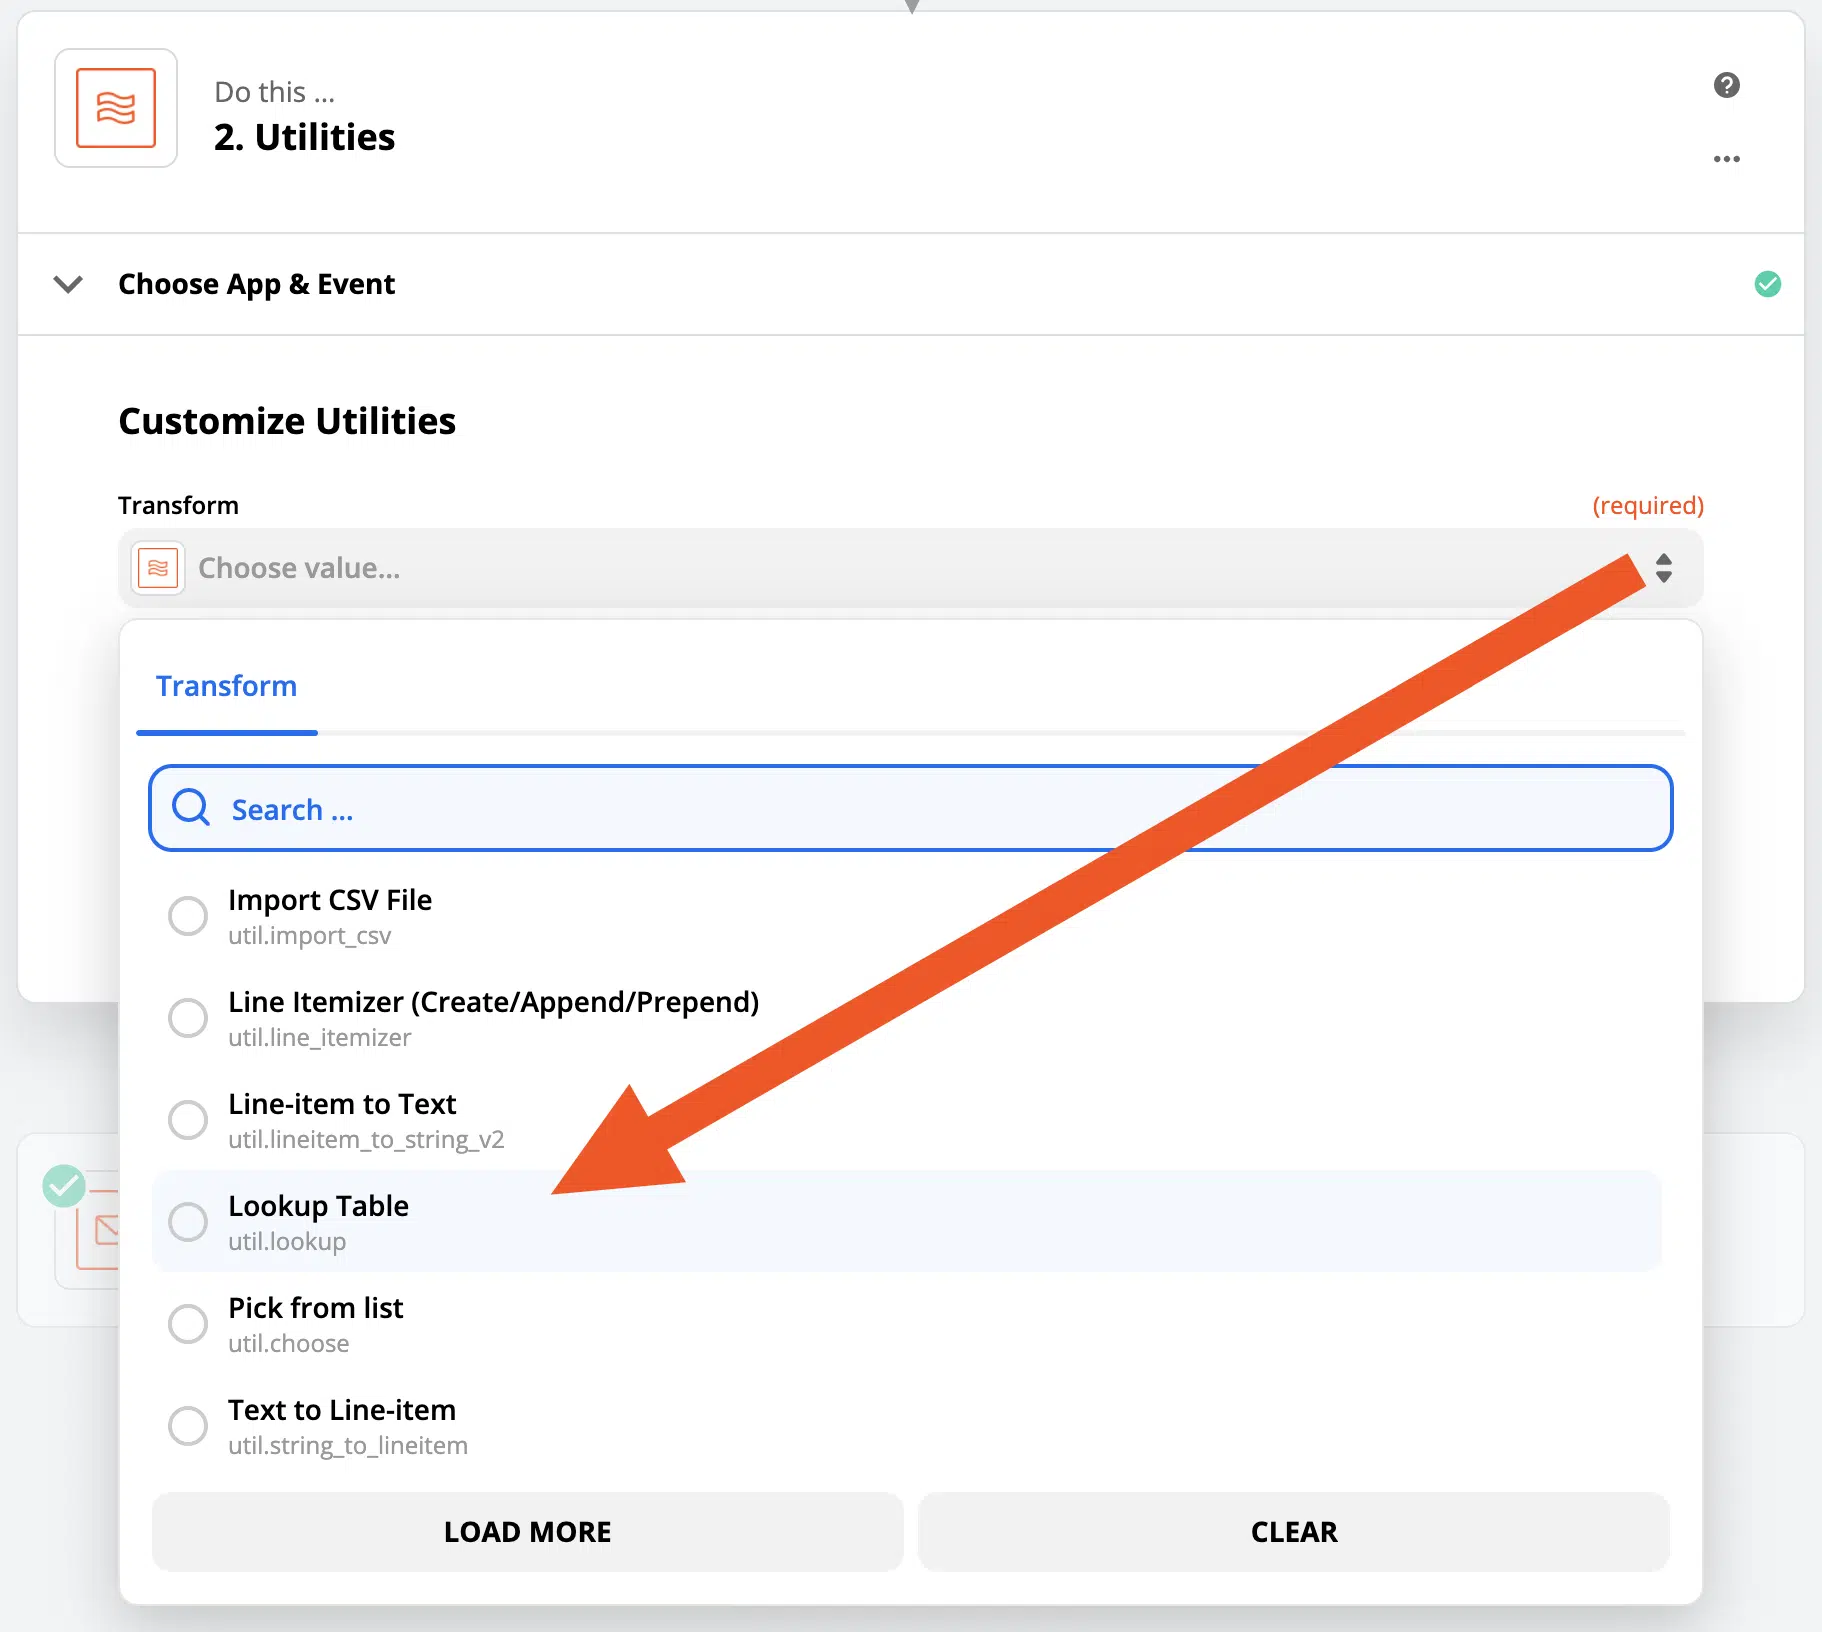 Do this ...
2. Utilities
Choose App & Event
Customize Utilities
Transform
(required)
Choose value...
Transform
Search ...
Import CSV File
util.import_csv
Line Itemizer (Create/Append/Prepend)
util.line_itemizer
Line-item to Text
util.lineitem_to_string_v2
Lookup Table
util.lookup
Pick from list
util.choose
Text to Line-item
util.string_to_lineitem
LOAD MORE
CLEAR